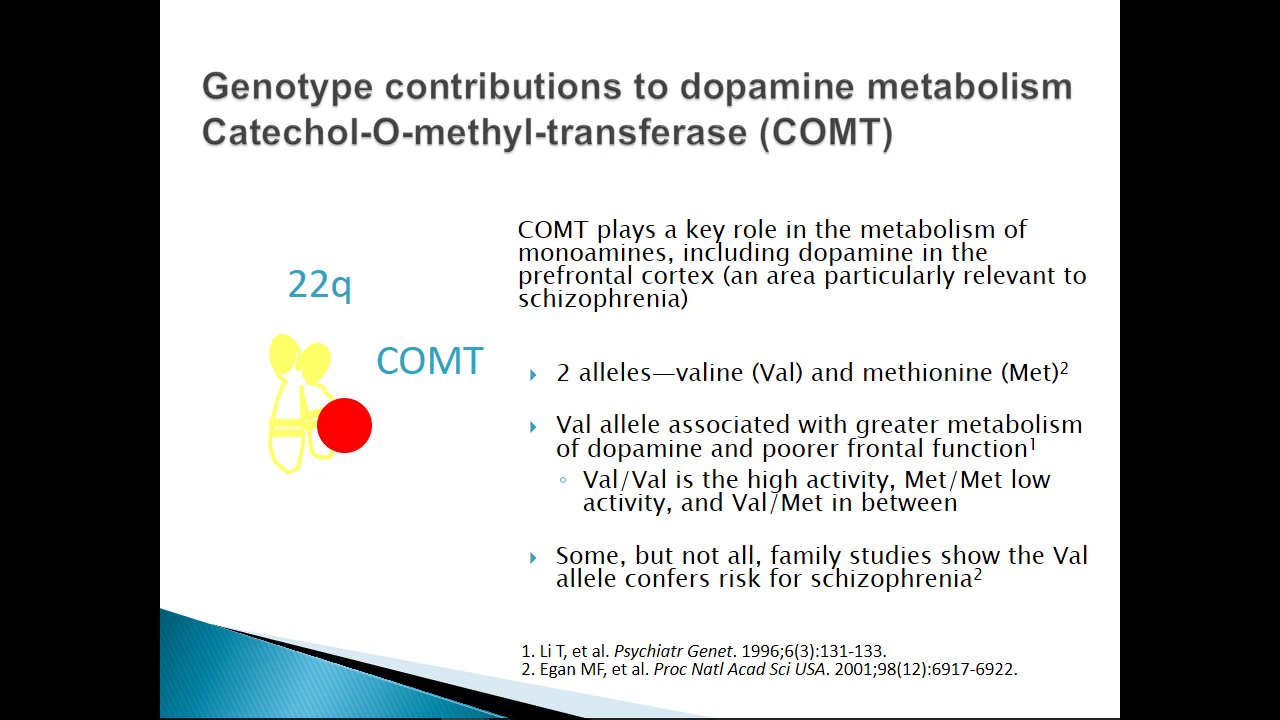 Genotype contributions to dopamine metabolism
Catechol-O-methyl-transferase (COMT)
22q
COMT
COMT plays a key role in the metabolism of
monoamines, including dopamine in the
prefrontal cortex (an area particularly relevant to
schizophrenia)
2 alleles—valine (Val) and methionine (Met)²
Val allele associated with greater metabolism
of dopamine and poorer frontal function¹
Val/Val is the high activity, Met/Met low
activity, and Val/Met in between
Some, but not all, family studies show the Val
allele confers risk for schizophrenia²
1. Li T, et al. Psychiatr Genet. 1996;6(3):131-133.
2. Egan MF, et al. Proc Natl Acad Sci USA. 2001;98(12):6917-6922.